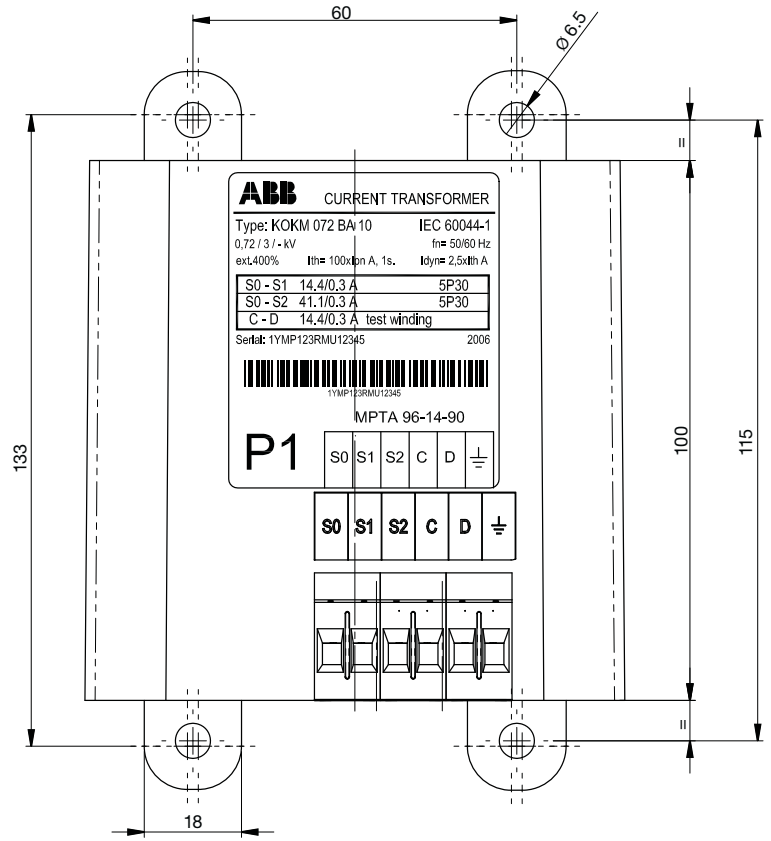 60
Ø 6.5
=
ABB CURRENT TRANSFORMER
Type: KOKM 072 BA 10 IEC 60044-1
0,72 / 3 / - kV fn= 50/60 Hz
ext.400% Ith= 100xIpn A, 1s. Idyn= 2,5xIth A
S0 - S1 14.4/0.3 A 5P30
S0 - S2 41.1/0.3 A 5P30
C - D 14.4/0.3 A test winding
Serial: 1YMP123RMU12345 2006
1YMP123RMU12345
MPTA 96-14-90
P1
S0 S1 S2 C D
133
100
115
S0 S1 S2 C D
=
18